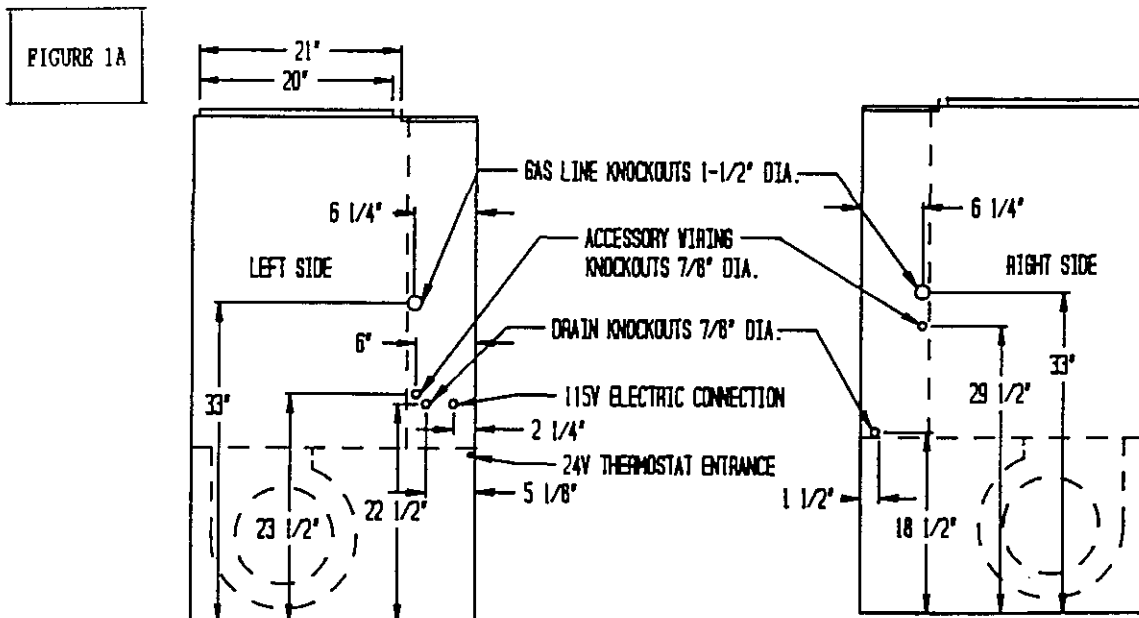 FIGURE 1A
21"
20"
GAS LINE KNOCKOUTS 1-1/2" DIA.
6 1/4"
6 1/4"
ACCESSORY WIRING
KNOCKOUTS 7/8" DIA.
LEFT SIDE
RIGHT SIDE
DRAIN KNOCKOUTS 7/8" DIA.
6"
33"
33"
29 1/2"
115V ELECTRIC CONNECTION
2 1/4"
24V THERMOSTAT ENTRANCE
5 1/8"
1 1/2"
22 1/2"
23 1/2"
18 1/2"